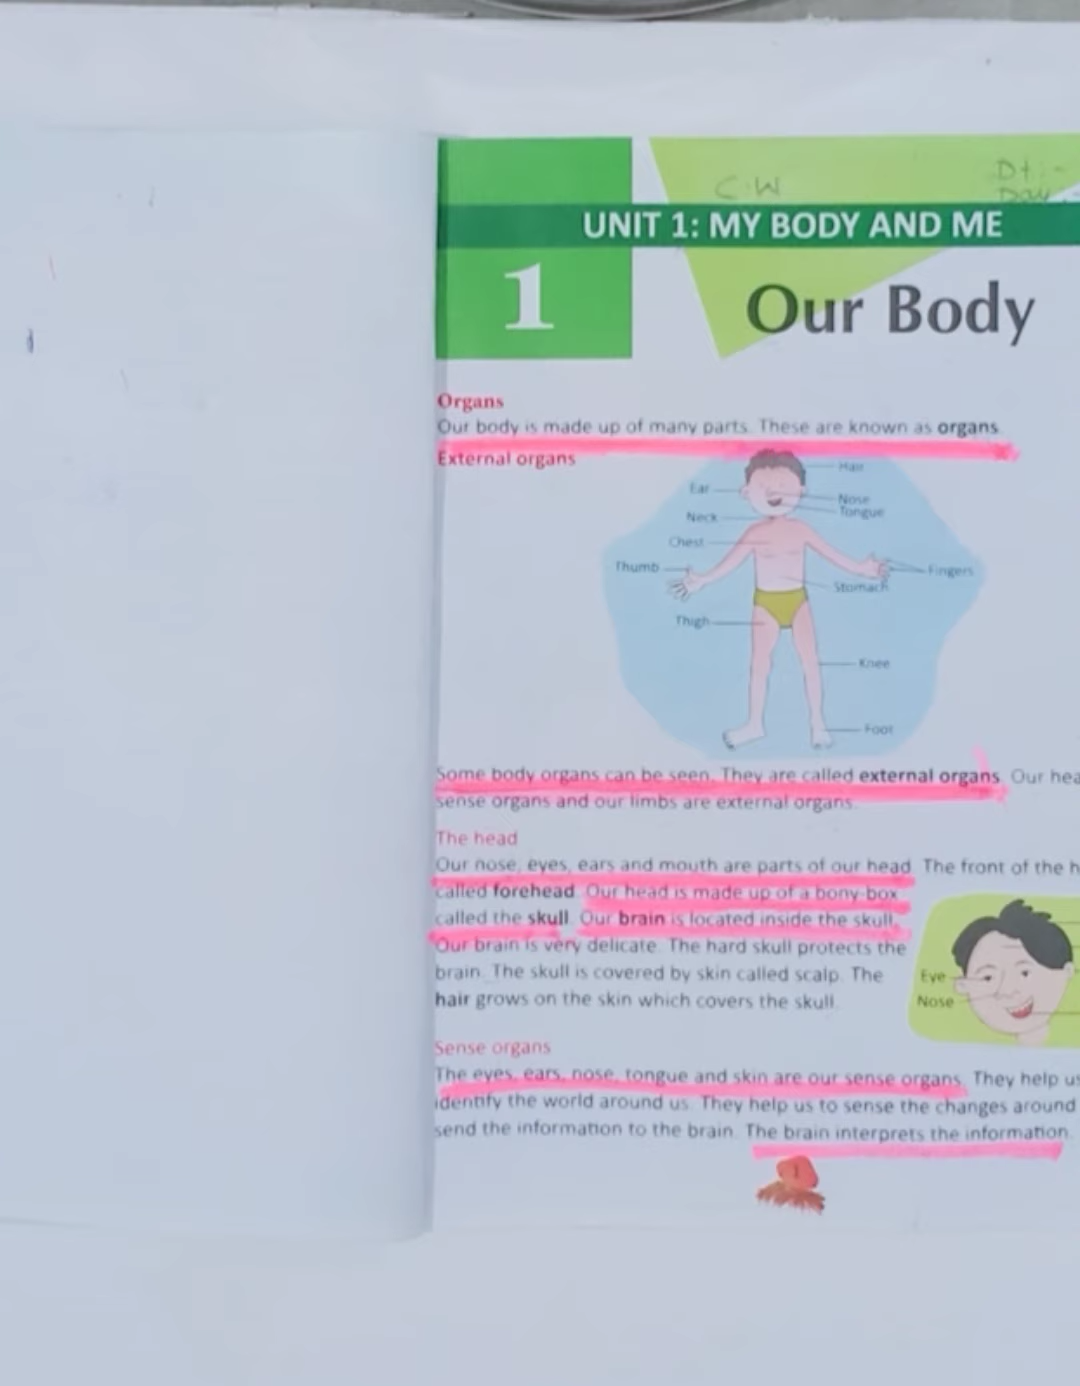 C.W
Dt :-
Day :-
UNIT 1: MY BODY AND ME
1
Our Body
Organs
Our body is made up of many parts. These are known as organs.
External organs
Hair
Ear
Nose
Tongue
Neck
Chest
Thumb
Fingers
Stomach
Thigh
Knee
Foot
Some body organs can be seen. They are called external organs. Our
sense organs and our limbs are external organs.
The head
Our nose, eyes, ears and mouth are parts of our head. The front of the
called forehead. Our head is made up of a bony-box
called the skull. Our brain is located inside the skull.
Our brain is very delicate. The hard skull protects the
brain. The skull is covered by skin called scalp. The
hair grows on the skin which covers the skull.
Eye
Nose
Sense organs
The eyes, ears, nose, tongue and skin are our sense organs. They help us
identify the world around us. They help us to sense the changes around
send the information to the brain. The brain interprets the information.
1